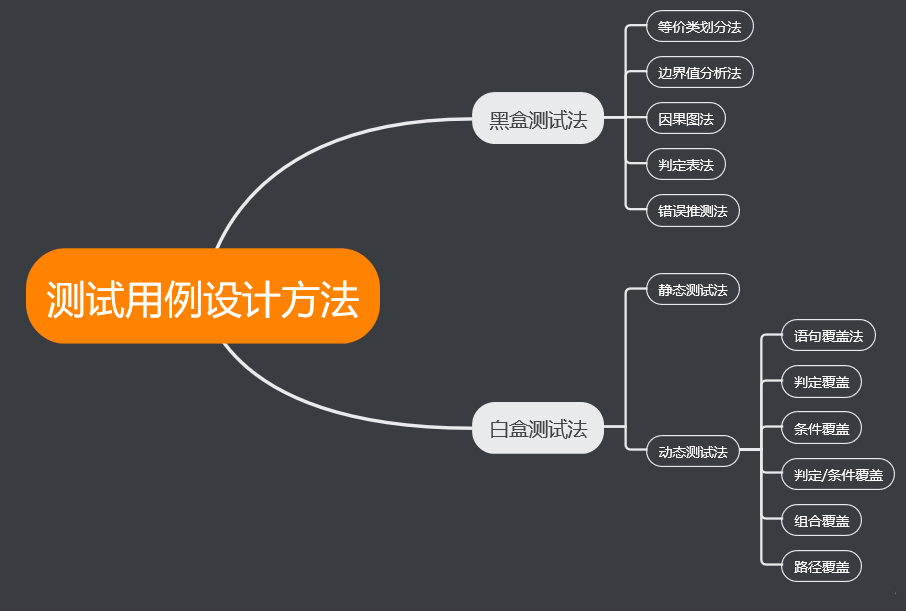 测试用例设计方法
黑盒测试法
等价类划分法
边界值分析法
因果图法
判定表法
错误推测法
白盒测试法
静态测试法
动态测试法
语句覆盖法
判定覆盖
条件覆盖
判定/条件覆盖
组合覆盖
路径覆盖